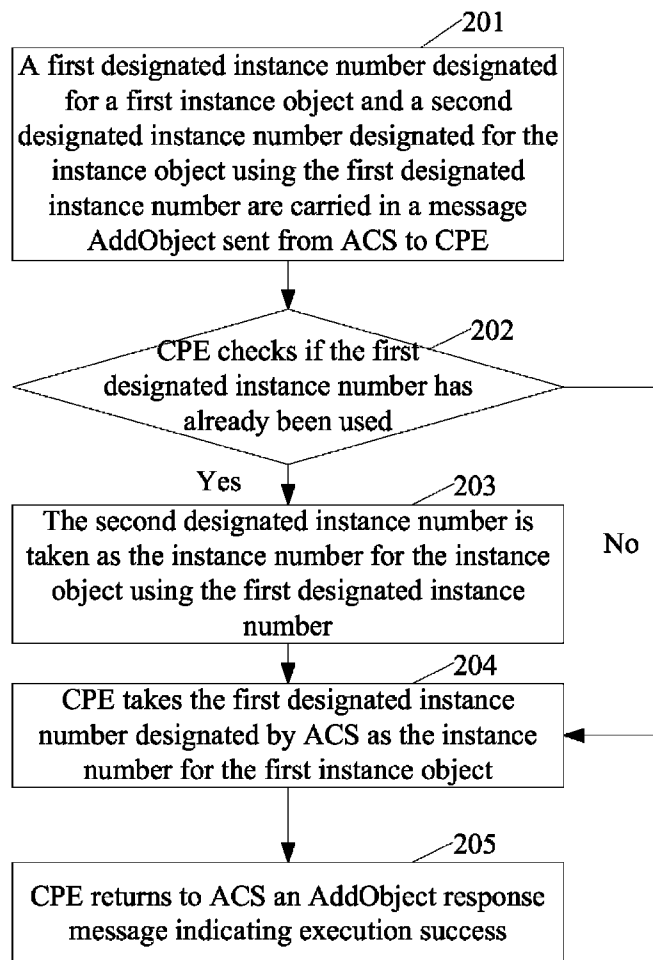 201
A first designated instance number designated
for a first instance object and a second
designated instance number designated for the
instance object using the first designated
instance number are carried in a message
AddObject sent from ACS to CPE
202
CPE checks if the first
designated instance number has
already been used
Yes
203
The second designated instance number is
taken as the instance number for the instance
object using the first designated instance
number
No
204
CPE takes the first designated instance
number designated by ACS as the instance
number for the first instance object
205
CPE returns to ACS an AddObject response
message indicating execution success